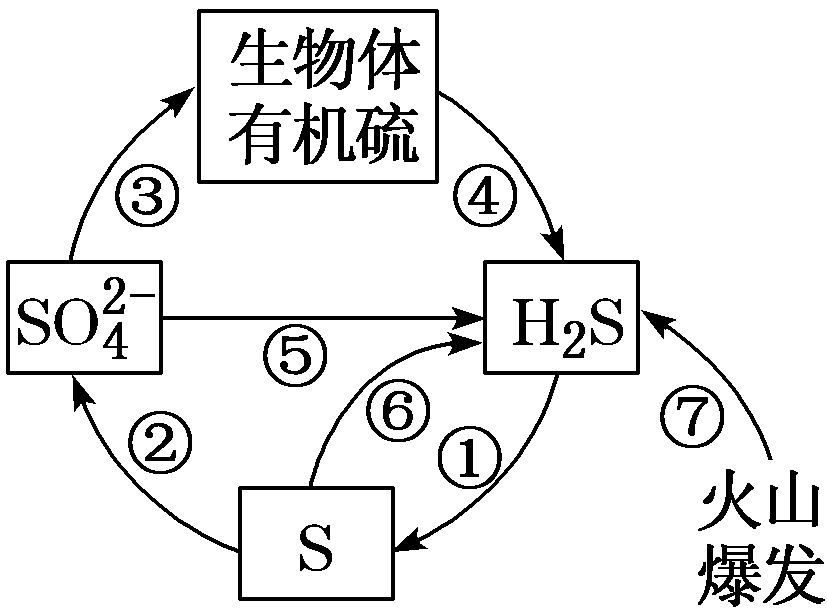 生物体
有机硫
③
④
SO₄²⁻
H₂S
⑤
⑥
⑦
②
①
S
火山
爆发